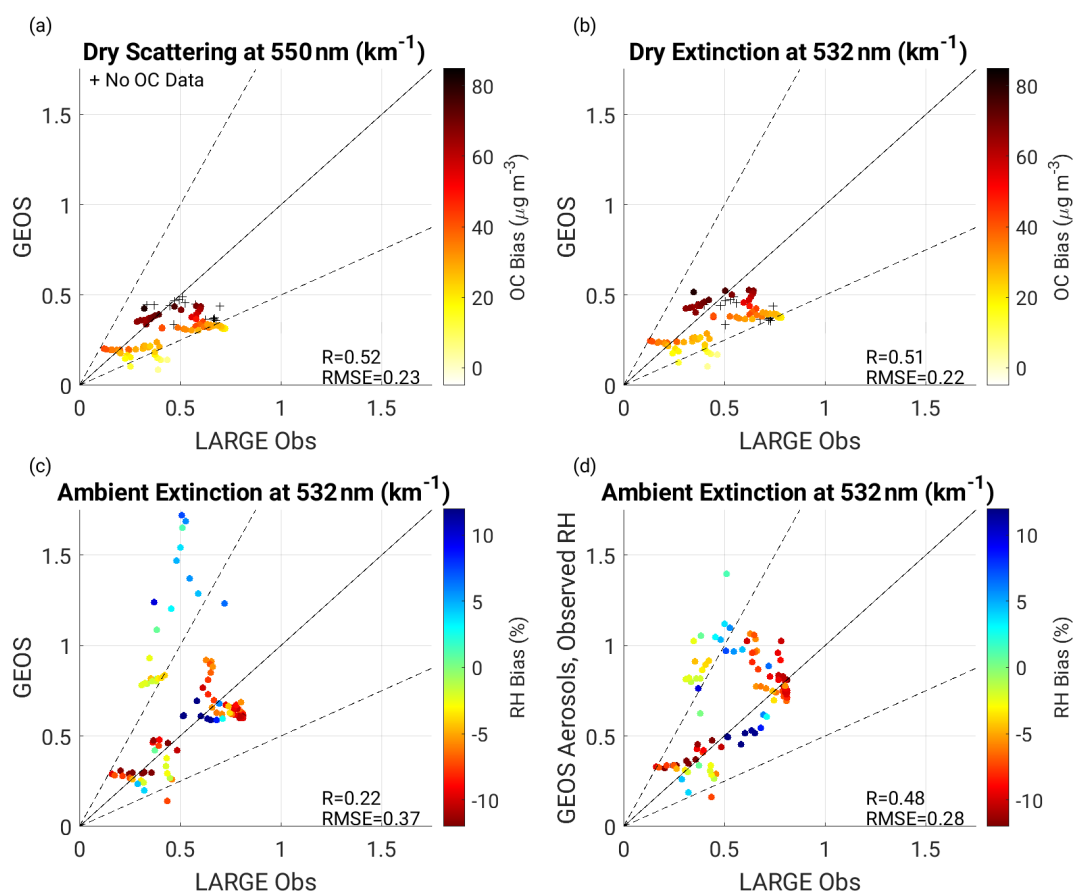 (a)
Dry Scattering at 550 nm (km⁻¹)
+ No OC Data
1.5
1
0.5
0
0.5
1
1.5
GEOS
LARGE Obs
R=0.52
RMSE=0.23
80
60
40
20
0
OC Bias (μg m⁻³)
(b)
Dry Extinction at 532 nm (km⁻¹)
1.5
1
0.5
0
0
0.5
1
1.5
GEOS
LARGE Obs
R=0.51
RMSE=0.22
80
60
40
20
0
OC Bias (μg m⁻³)
(c)
Ambient Extinction at 532 nm (km⁻¹)
1.5
1
0.5
0
0
0.5
1
1.5
GEOS
LARGE Obs
R=0.22
RMSE=0.37
10
5
0
-5
-10
RH Bias (%)
(d)
Ambient Extinction at 532 nm (km⁻¹)
1.5
1
0.5
0
0
0.5
1
1.5
GEOS Aerosols, Observed RH
LARGE Obs
R=0.48
RMSE=0.28
10
5
0
-5
-10
RH Bias (%)